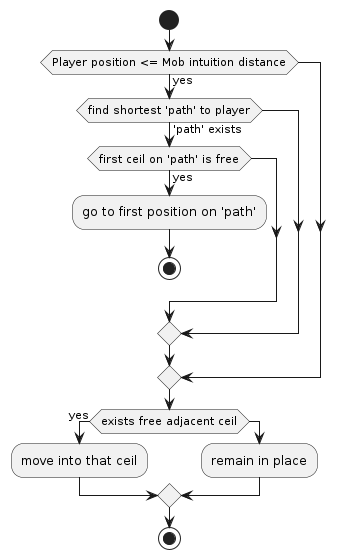 Player position <= Mob intuition distance
yes
find shortest 'path' to player
'path' exists
first ceil on 'path' is free
yes
go to first position on 'path'
yes
exists free adjacent ceil
move into that ceil
remain in place